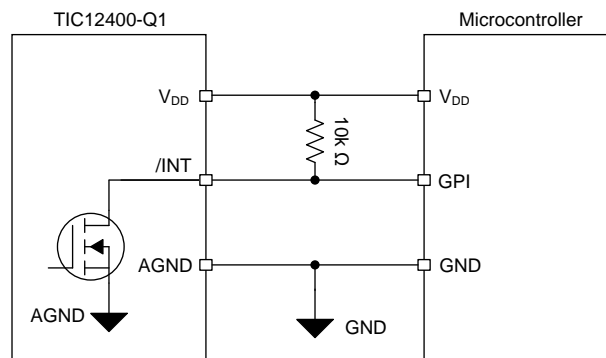 TIC12400-Q1
Microcontroller
VDD
VDD
10k Ω
/INT
GPI
AGND
GND
AGND
GND